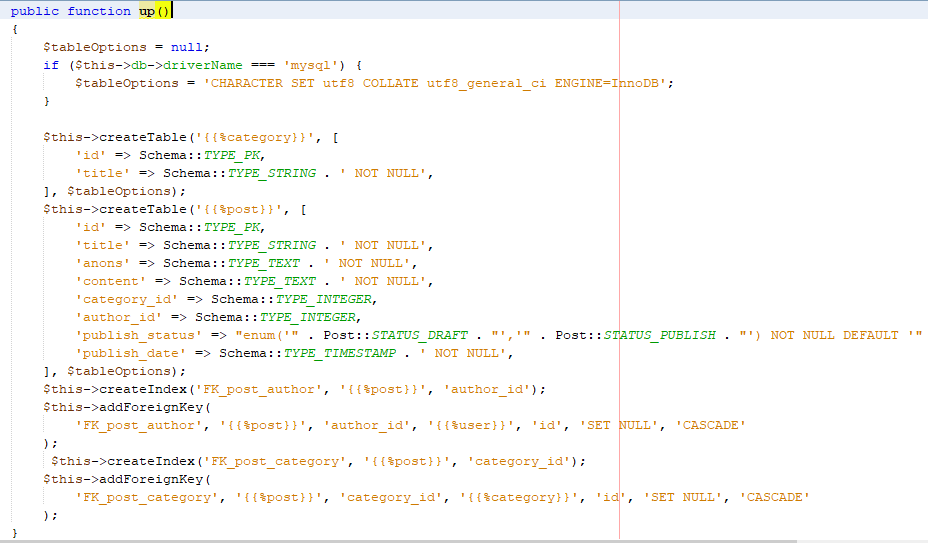 public function up()
{
    $tableOptions = null;
    if ($this->db->driverName === 'mysql') {
        $tableOptions = 'CHARACTER SET utf8 COLLATE utf8_general_ci ENGINE=InnoDB';
    }

    $this->createTable('{{%category}}', [
        'id' => Schema::TYPE_PK,
        'title' => Schema::TYPE_STRING . ' NOT NULL',
    ], $tableOptions);
    $this->createTable('{{%post}}', [
        'id' => Schema::TYPE_PK,
        'title' => Schema::TYPE_STRING . ' NOT NULL',
        'anons' => Schema::TYPE_TEXT . ' NOT NULL',
        'content' => Schema::TYPE_TEXT . ' NOT NULL',
        'category_id' => Schema::TYPE_INTEGER,
        'author_id' => Schema::TYPE_INTEGER,
        'publish_status' => "enum('" . Post::STATUS_DRAFT . "','" . Post::STATUS_PUBLISH . "') NOT NULL DEFAULT '"
        'publish_date' => Schema::TYPE_TIMESTAMP . ' NOT NULL',
    ], $tableOptions);
    $this->createIndex('FK_post_author', '{{%post}}', 'author_id');
    $this->addForeignKey(
        'FK_post_author', '{{%post}}', 'author_id', '{{%user}}', 'id', 'SET NULL', 'CASCADE'
    );
     $this->createIndex('FK_post_category', '{{%post}}', 'category_id');
    $this->addForeignKey(
        'FK_post_category', '{{%post}}', 'category_id', '{{%category}}', 'id', 'SET NULL', 'CASCADE'
    );
}